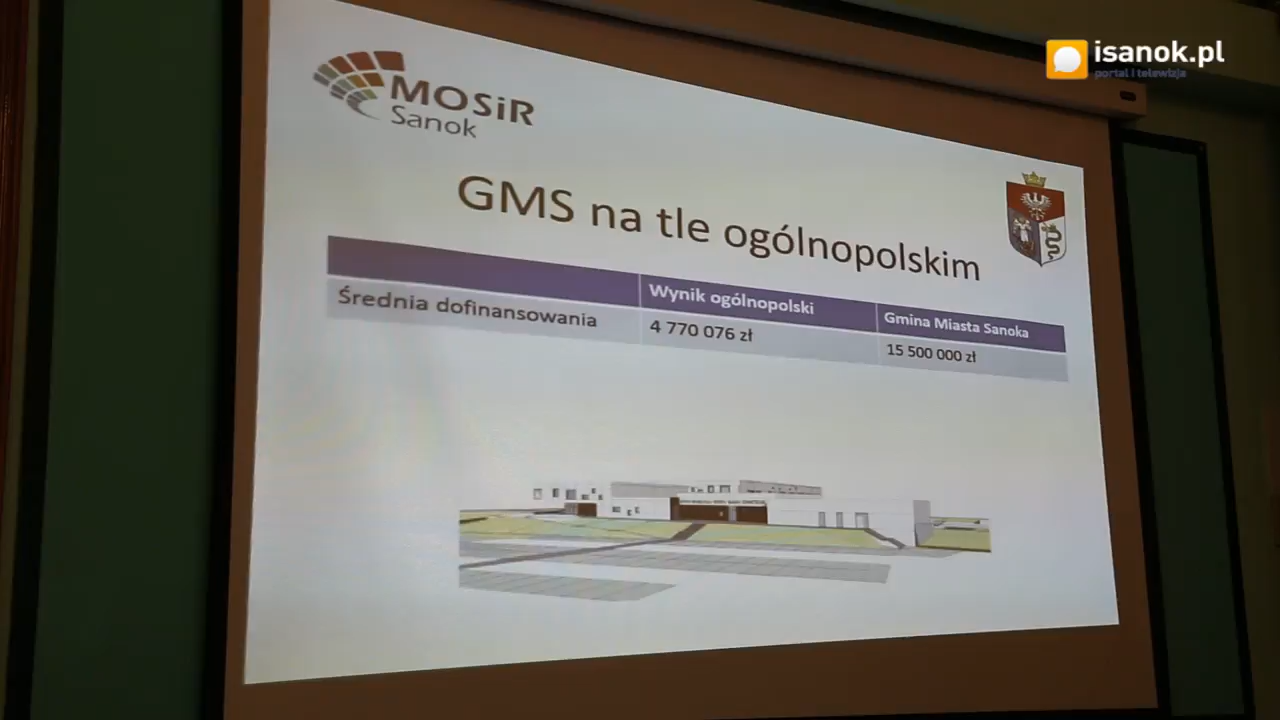 isanok.pl
portal i telewizja
MOSiR
Sanok
GMS na tle ogólnopolskim
Wynik ogólnopolski
Gmina Miasta Sanoka
Średnia dofinansowania
4 770 076 zł
15 500 000 zł